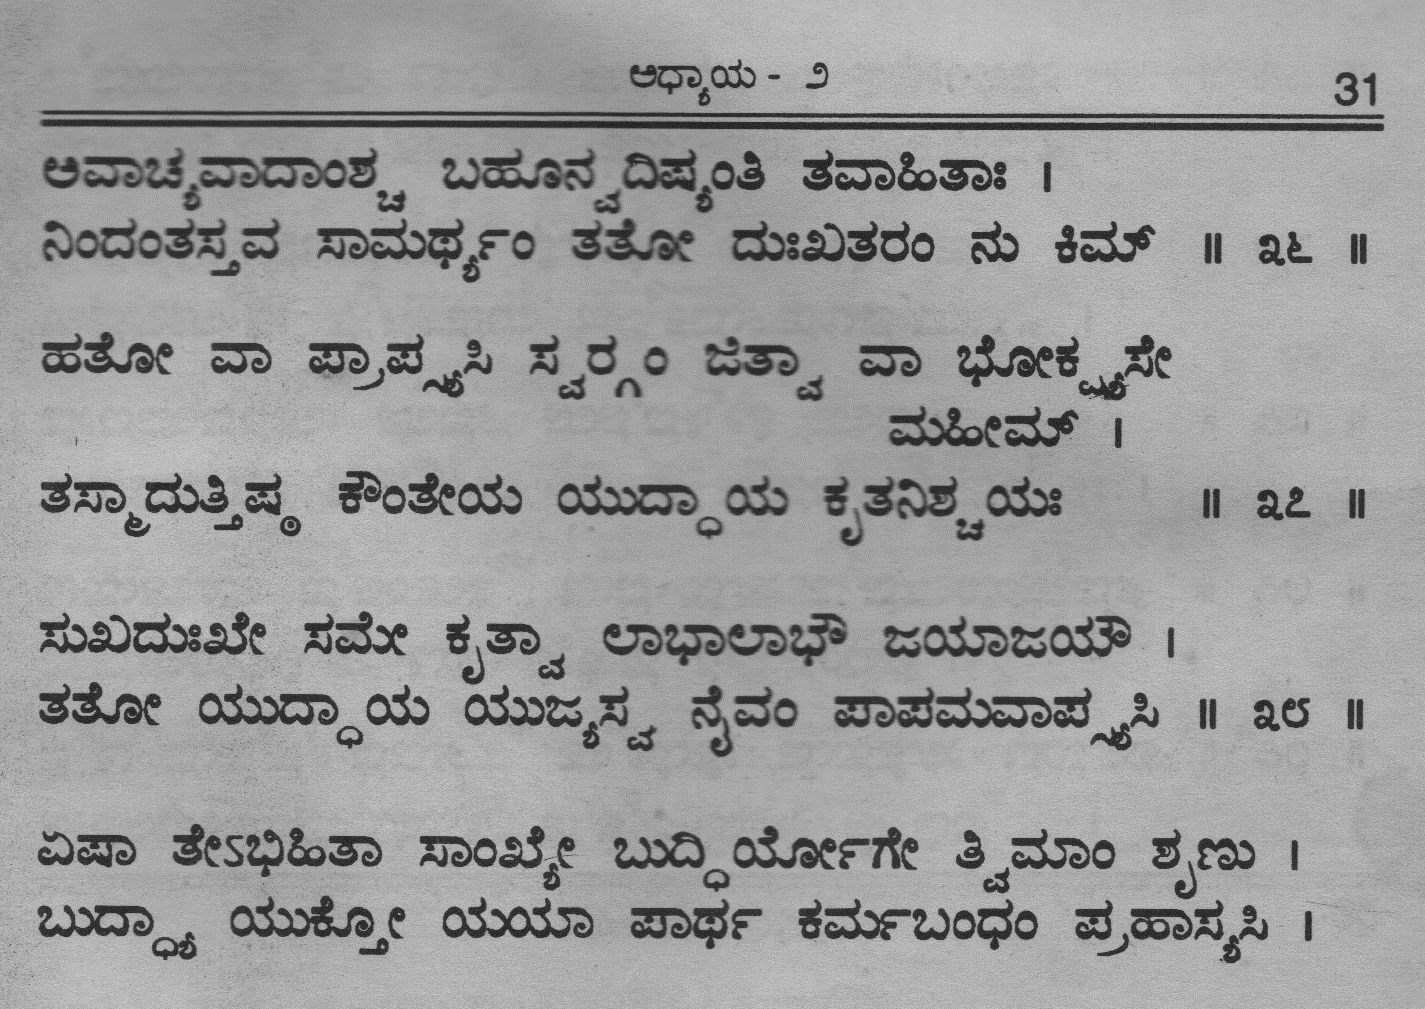 ಅಧ್ಯಾಯ - ೨
31
ಅವಾಚ್ಯವಾದಾಂಶ್ಚ ಬಹೂನ್ವದಿಷ್ಯಂತಿ ತವಾಹಿತಾಃ ।
ನಿಂದಂತಸ್ತವ ಸಾಮರ್ಥ್ಯಂ ತತೋ ದುಃಖತರಂ ನು ಕಿಮ್ ॥ ೩೬ ॥
ಹತೋ ವಾ ಪ್ರಾಪ್ಸ್ಯಸಿ ಸ್ವರ‍್ಗಂ ಜಿತ್ವಾ ವಾ ಭೋಕ್ಷ್ಯಸೇ
ಮಹೀಮ್ ।
ತಸ್ಮಾದುತ್ತಿಷ್ಠ ಕೌಂತೇಯ ಯುದ್ಧಾಯ ಕೃತನಿಶ್ಚಯಃ ॥ ೩೭ ॥
ಸುಖದುಃಖೇ ಸಮೇ ಕೃತ್ವಾ ಲಾಭಾಲಾಭೌ ಜಯಾಜಯೌ ।
ತತೋ ಯುದ್ಧಾಯ ಯುಜ್ಯಸ್ವ ನೈವಂ ಪಾಪಮವಾಪ್ಸ್ಯಸಿ ॥ ೩೮ ॥
ಏಷಾ ತೇಽಭಿಹಿತಾ ಸಾಂಖ್ಯೇ ಬುದ್ಧಿರ್ಯೋಗೇ ತ್ವಿಮಾಂ ಶೃಣು ।
ಬುದ್ಧ್ಯಾ ಯುಕ್ತೋ ಯಯಾ ಪಾರ್ಥ ಕರ್ಮಬಂಧಂ ಪ್ರಹಾಸ್ಯಸಿ ।